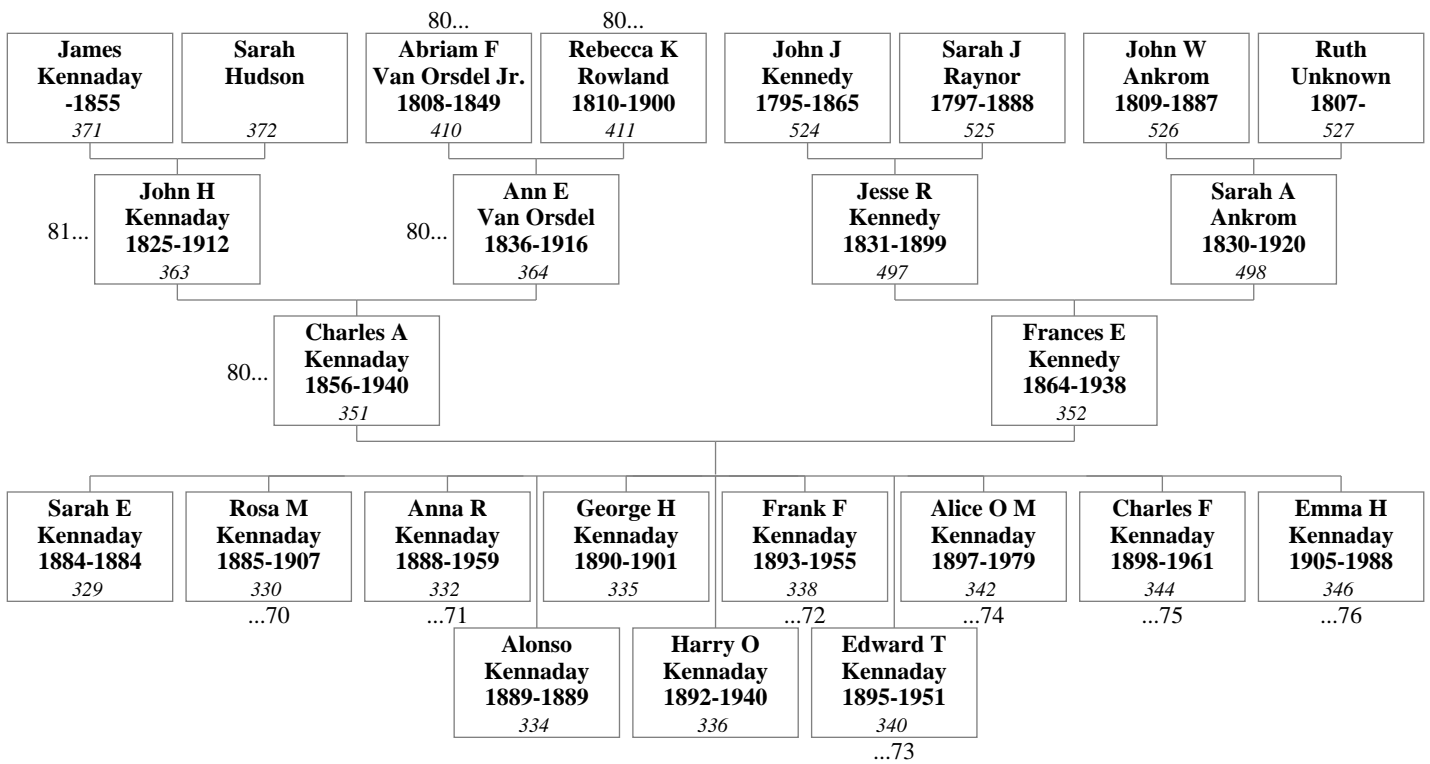 80...
80...
James
Kennaday
-1855
371
Sarah
Hudson
372
Abriam F
Van Orsdel Jr.
1808-1849
410
Rebecca K
Rowland
1810-1900
411
John J
Kennedy
1795-1865
524
Sarah J
Raynor
1797-1888
525
John W
Ankrom
1809-1887
526
Ruth
Unknown
1807-
527
81...
John H
Kennaday
1825-1912
363
80...
Ann E
Van Orsdel
1836-1916
364
Jesse R
Kennedy
1831-1899
497
Sarah A
Ankrom
1830-1920
498
80...
Charles A
Kennaday
1856-1940
351
Frances E
Kennedy
1864-1938
352
Sarah E
Kennaday
1884-1884
329
Rosa M
Kennaday
1885-1907
330
...70
Anna R
Kennaday
1888-1959
332
...71
George H
Kennaday
1890-1901
335
Frank F
Kennaday
1893-1955
338
...72
Alice O M
Kennaday
1897-1979
342
...74
Charles F
Kennaday
1898-1961
344
...75
Emma H
Kennaday
1905-1988
346
...76
Alonso
Kennaday
1889-1889
334
Harry O
Kennaday
1892-1940
336
Edward T
Kennaday
1895-1951
340
...73